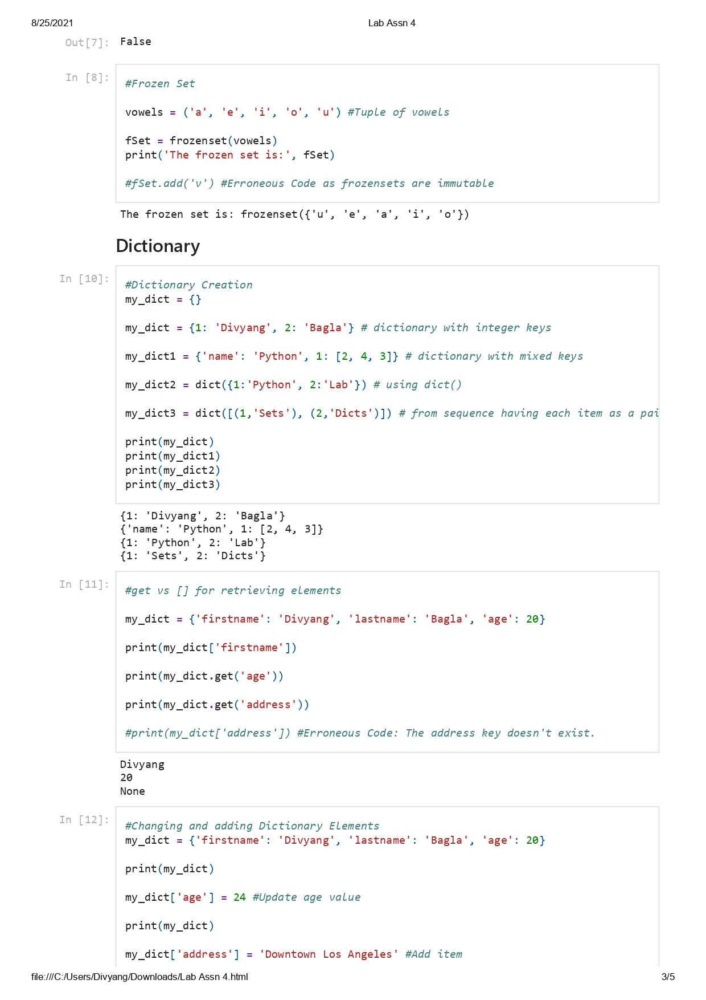 8/25/2021 Lab Assn 4
Out[7]: False
In [8]:
#Frozen Set
vowels = ('a', 'e', 'i', 'o', 'u') #Tuple of vowels
fSet = frozenset(vowels)
print('The frozen set is:', fSet)
#fSet.add('v') #Erroneous Code as frozensets are immutable
The frozen set is: frozenset({'u', 'e', 'a', 'i', 'o'})
Dictionary
In [10]:
#Dictionary Creation
my_dict = {}
my_dict = {1: 'Divyang', 2: 'Bagla'} # dictionary with integer keys
my_dict1 = {'name': 'Python', 1: [2, 4, 3]} # dictionary with mixed keys
my_dict2 = dict({1:'Python', 2:'Lab'}) # using dict()
my_dict3 = dict([(1,'Sets'), (2,'Dicts')]) # from sequence having each item as a pai
print(my_dict)
print(my_dict1)
print(my_dict2)
print(my_dict3)
{1: 'Divyang', 2: 'Bagla'}
{'name': 'Python', 1: [2, 4, 3]}
{1: 'Python', 2: 'Lab'}
{1: 'Sets', 2: 'Dicts'}
In [11]:
#get vs [] for retrieving elements
my_dict = {'firstname': 'Divyang', 'lastname': 'Bagla', 'age': 20}
print(my_dict['firstname'])
print(my_dict.get('age'))
print(my_dict.get('address'))
#print(my_dict['address']) #Erroneous Code: The address key doesn't exist.
Divyang
20
None
In [12]:
#Changing and adding Dictionary Elements
my_dict = {'firstname': 'Divyang', 'lastname': 'Bagla', 'age': 20}
print(my_dict)
my_dict['age'] = 24 #Update age value
print(my_dict)
my_dict['address'] = 'Downtown Los Angeles' #Add item
file:///C:/Users/Divyang/Downloads/Lab Assn 4.html 3/5